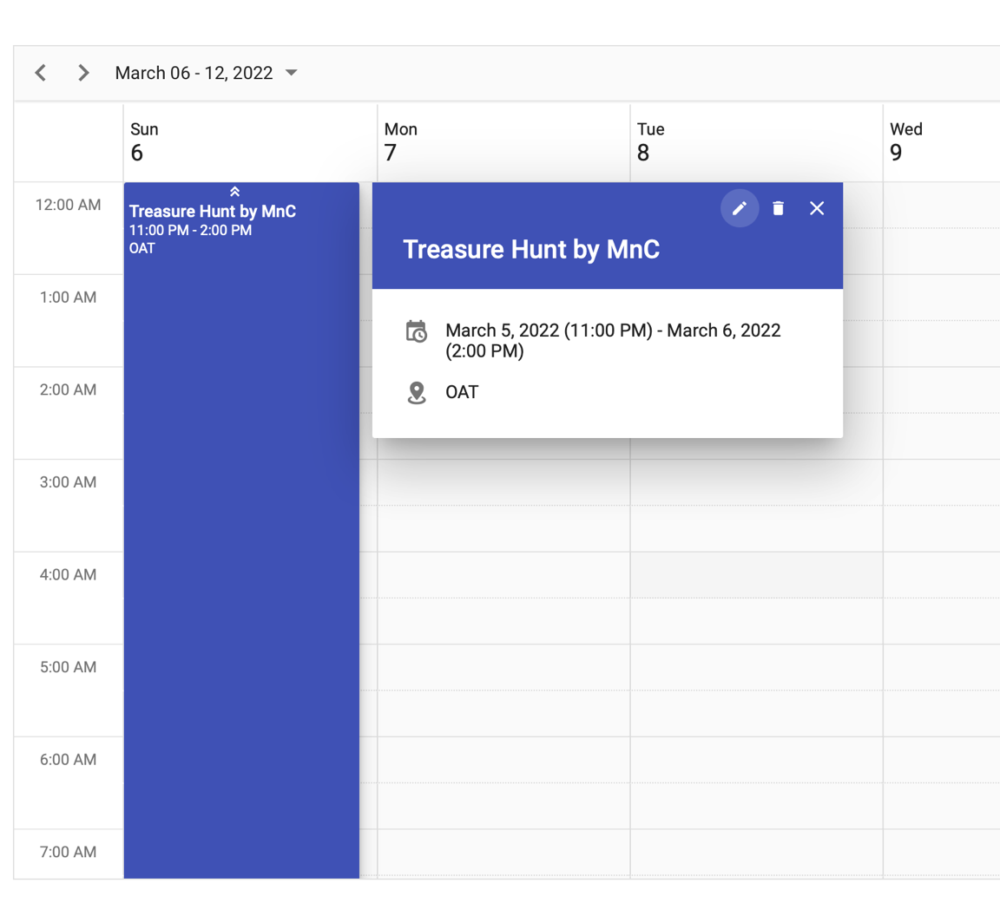 March 06 - 12, 2022
Sun
6
Mon
7
Tue
8
Wed
9
12:00 AM
Treasure Hunt by MnC
11:00 PM - 2:00 PM
OAT
Treasure Hunt by MnC
March 5, 2022 (11:00 PM) - March 6, 2022
(2:00 PM)
OAT
1:00 AM
2:00 AM
3:00 AM
4:00 AM
5:00 AM
6:00 AM
7:00 AM